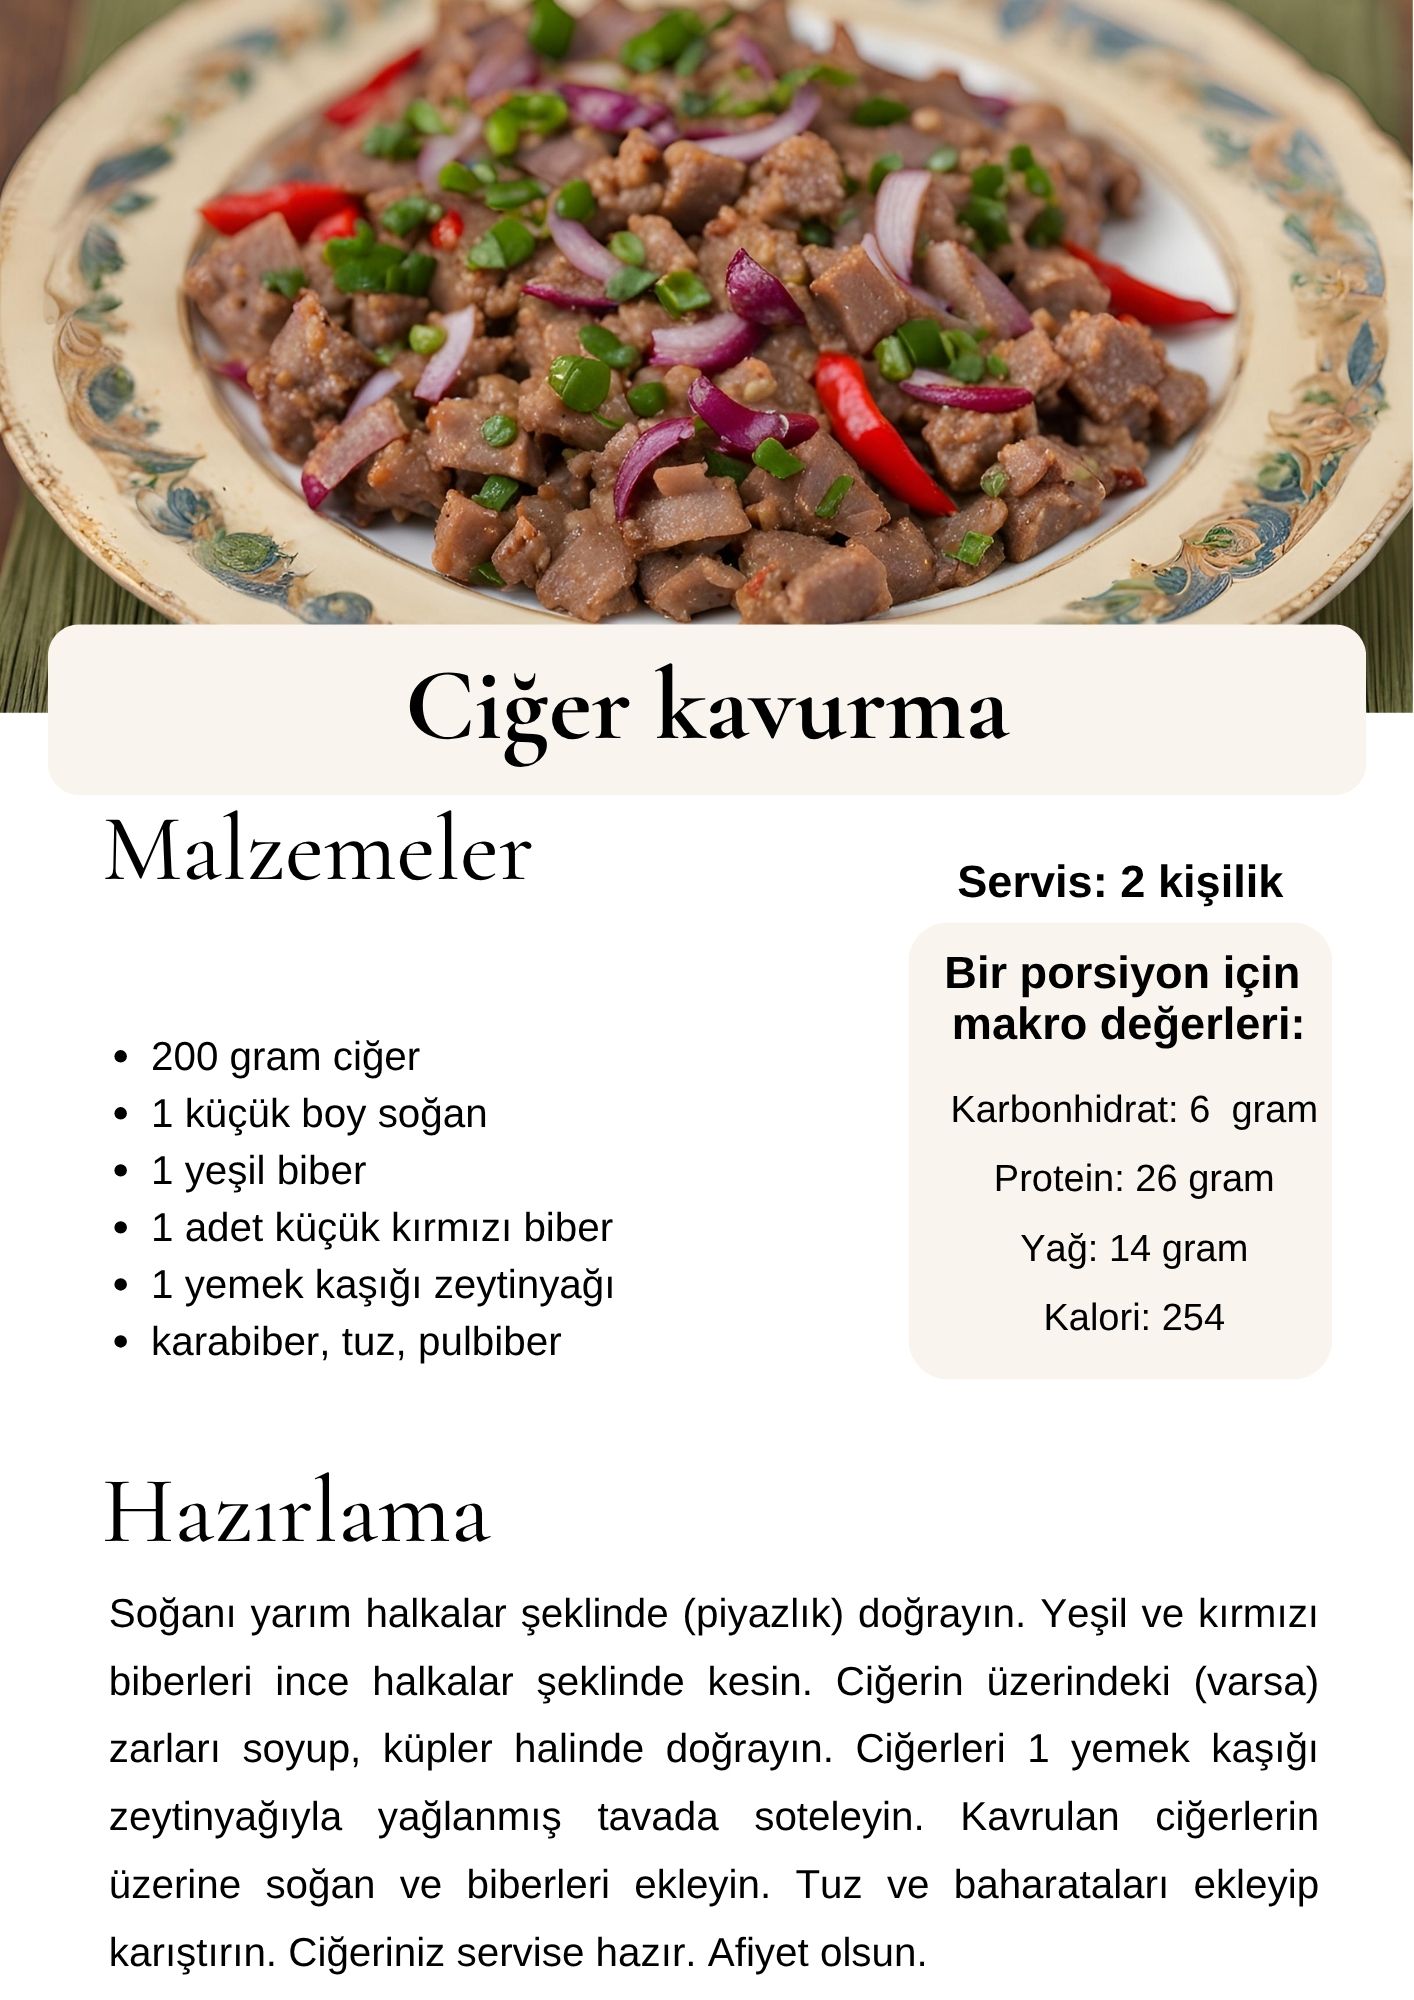 Ciğer kavurma
Malzemeler
200 gram ciğer
1 küçük boy soğan
1 yeşil biber
1 adet küçük kırmızı biber
1 yemek kaşığı zeytinyağı
karabiber, tuz, pulbiber
Servis: 2 kişilik
Bir porsiyon için
makro değerleri:
Karbonhidrat: 6  gram
Protein: 26 gram
Yağ: 14 gram
Kalori: 254
Hazırlama
Soğanı yarım halkalar şeklinde (piyazlık) doğrayın. Yeşil ve kırmızı
biberleri ince halkalar şeklinde kesin. Ciğerin üzerindeki (varsa)
zarları soyup, küpler halinde doğrayın. Ciğerleri 1 yemek kaşığı
zeytinyağıyla yağlanmış tavada soteleyin. Kavrulan ciğerlerin
üzerine soğan ve biberleri ekleyin. Tuz ve baharataları ekleyip
karıştırın. Ciğeriniz servise hazır. Afiyet olsun.